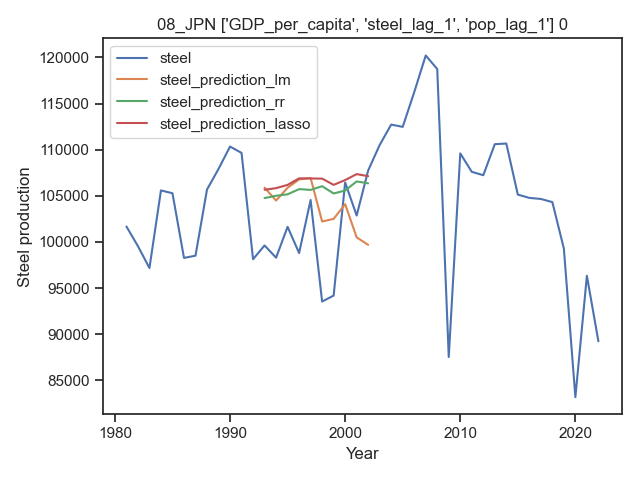 08_JPN ['GDP_per_capita', 'steel_lag_1', 'pop_lag_1'] 0
steel
steel_prediction_lm
steel_prediction_rr
steel_prediction_lasso
120000
115000
110000
105000
100000
95000
90000
85000
Steel production
1980 1990 2000 2010 2020
Year